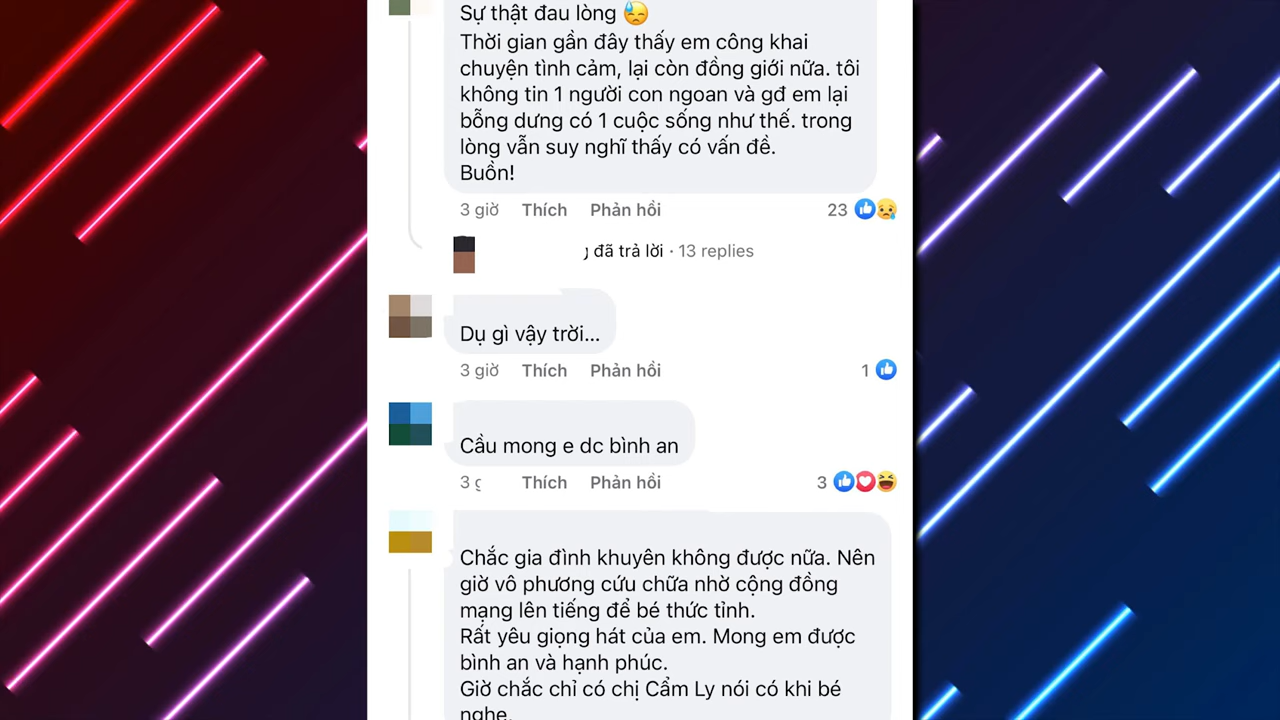 Sự thật đau lòng 😓
Thời gian gần đây thấy em công khai
chuyện tình cảm, lại còn đồng giới nữa. tôi
không tin 1 người con ngoan và gđ em lại
bỗng dưng có 1 cuộc sống như thế. trong
lòng vẫn suy nghĩ thấy có vấn đề.
Buồn!
3 giờ Thích Phản hồi 23
đã trả lời · 13 replies
Dụ gì vậy trời...
3 giờ Thích Phản hồi 1
Cầu mong e dc bình an
3 Thích Phản hồi 3
Chắc gia đình khuyên không được nữa. Nên
giờ vô phương cứu chữa nhờ cộng đồng
mạng lên tiếng để bé thức tỉnh.
Rất yêu giọng hát của em. Mong em được
bình an và hạnh phúc.
Giờ chắc chỉ có chị Cẩm Ly nói có khi bé
nghe.